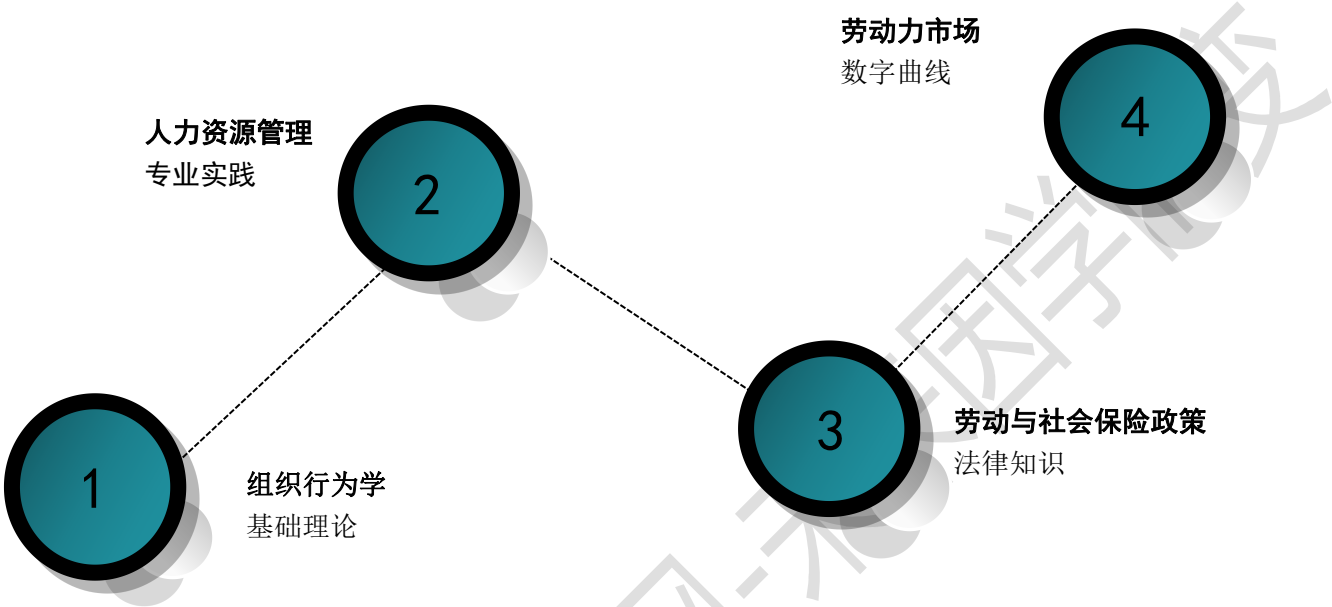 1
组织行为学
基础理论
2
人力资源管理
专业实践
3
劳动与社会保险政策
法律知识
4
劳动力市场
数字曲线